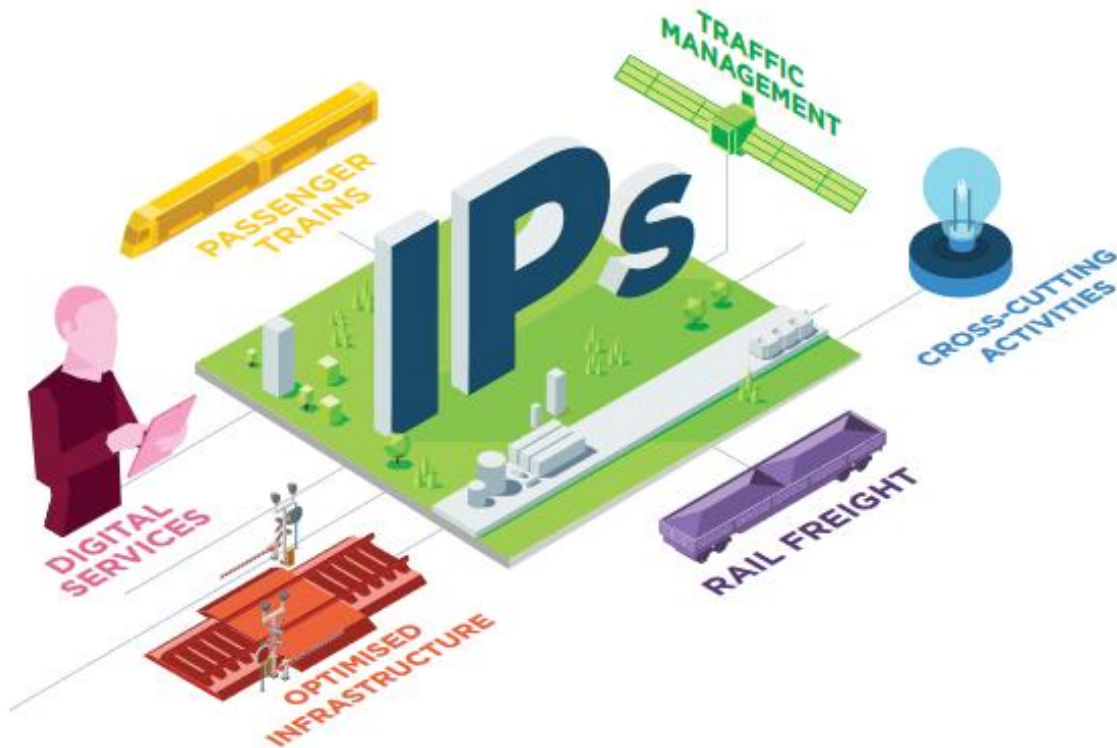 TRAFFIC
MANAGEMENT
PASSENGER
TRAINS
IPs
CROSS-CUTTING
ACTIVITIES
DIGITAL
SERVICES
RAIL FREIGHT
OPTIMISED
INFRASTRUCTURE